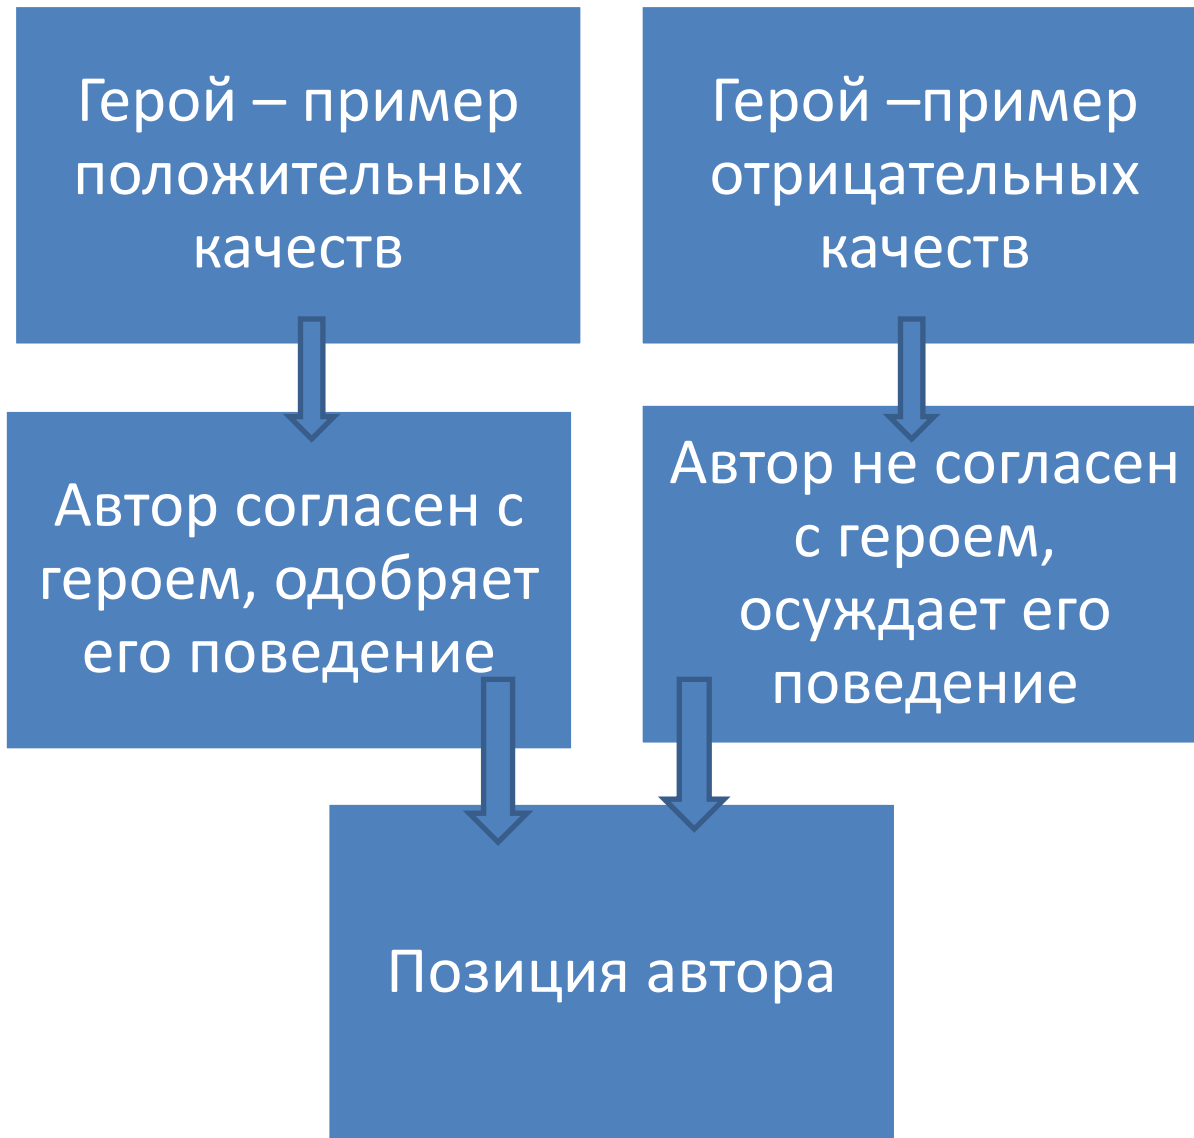 Герой – пример
положительных
качеств
Герой –пример
отрицательных
качеств
Автор согласен с
героем, одобряет
его поведение
Автор не согласен
с героем,
осуждает его
поведение
Позиция автора